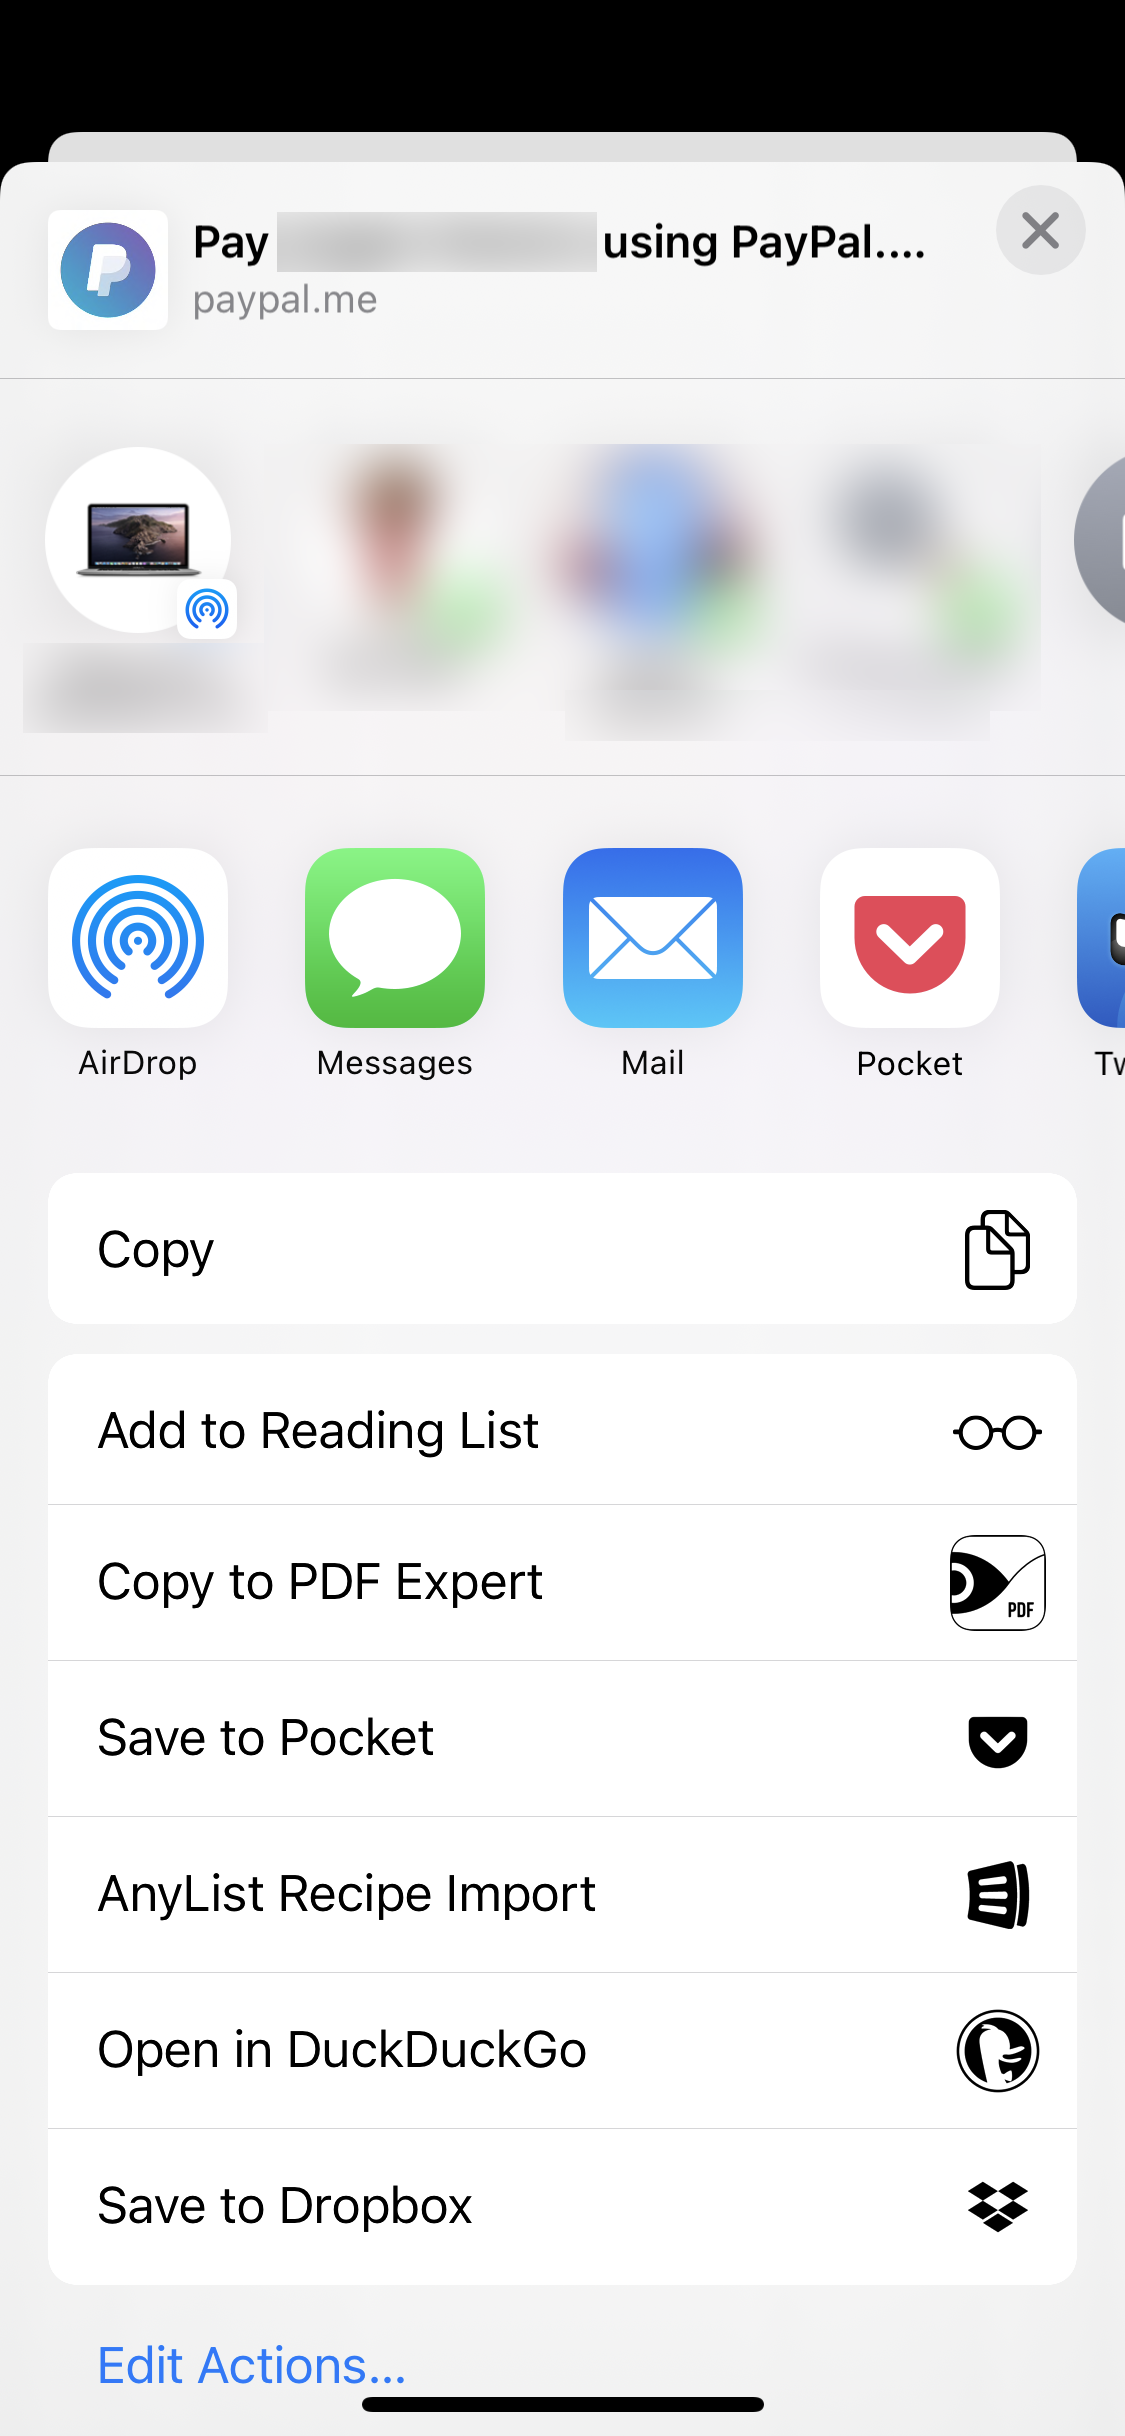 Pay using PayPal....
paypal.me
AirDrop
Messages
Mail
Pocket
Tw
Copy
Add to Reading List
Copy to PDF Expert
PDF
Save to Pocket
AnyList Recipe Import
Open in DuckDuckGo
Save to Dropbox
Edit Actions...